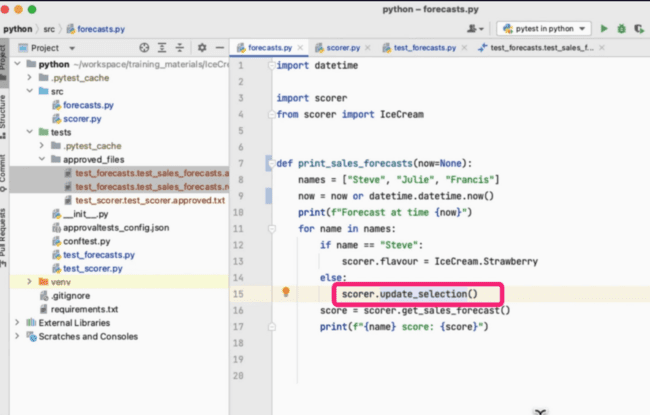 python – forecasts.py
python › src › forecasts.py
pytest in python
Project
forecasts.py
scorer.py
test_forecasts.py
test_forecasts.test_sales_f...
Project
Structure
Commit
Pull Requests
python ~/workspace/training_materials/IceCre
.pytest_cache
src
forecasts.py
scorer.py
tests
.pytest_cache
approved_files
test_forecasts.test_sales_forecasts.a
test_forecasts.test_sales_forecasts.re
test_scorer.test_scorer.approved.txt
__init__.py
approvaltests_config.json
conftest.py
test_forecasts.py
test_scorer.py
venv
.gitignore
requirements.txt
External Libraries
Scratches and Consoles
1 import datetime
2
3 import scorer
4 from scorer import IceCream
5
6
7 def print_sales_forecasts(now=None):
8 names = ["Steve", "Julie", "Francis"]
9 now = now or datetime.datetime.now()
10 print(f"Forecast at time {now}")
11 for name in names:
12 if name == "Steve":
13 scorer.flavour = IceCream.Strawberry
14 else:
15 scorer.update_selection()
16 score = scorer.get_sales_forecast()
17 print(f"{name} score: {score}")
18
19
20